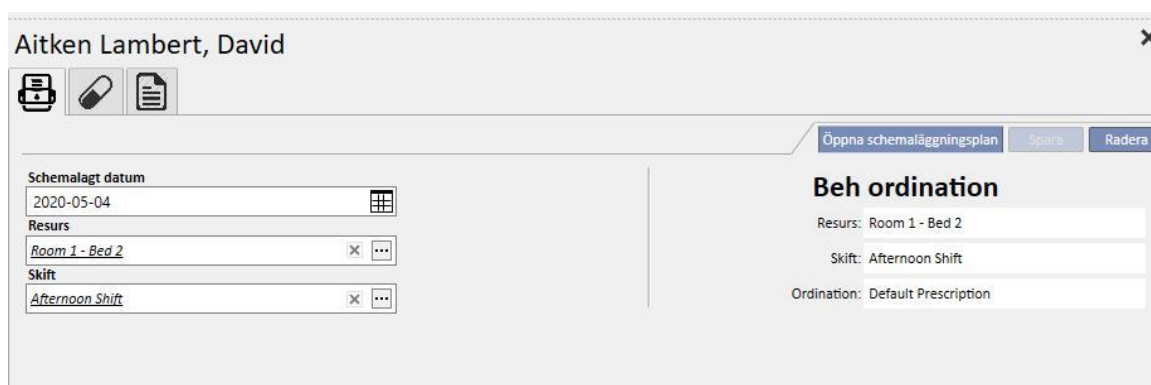 Aitken Lambert, David
Öppna schemaläggningsplan Spara Radera
Schemalagt datum
2020-05-04
Resurs
Room 1 - Bed 2
Skift
Afternoon Shift
Beh ordination
Resurs: Room 1 - Bed 2
Skift: Afternoon Shift
Ordination: Default Prescription